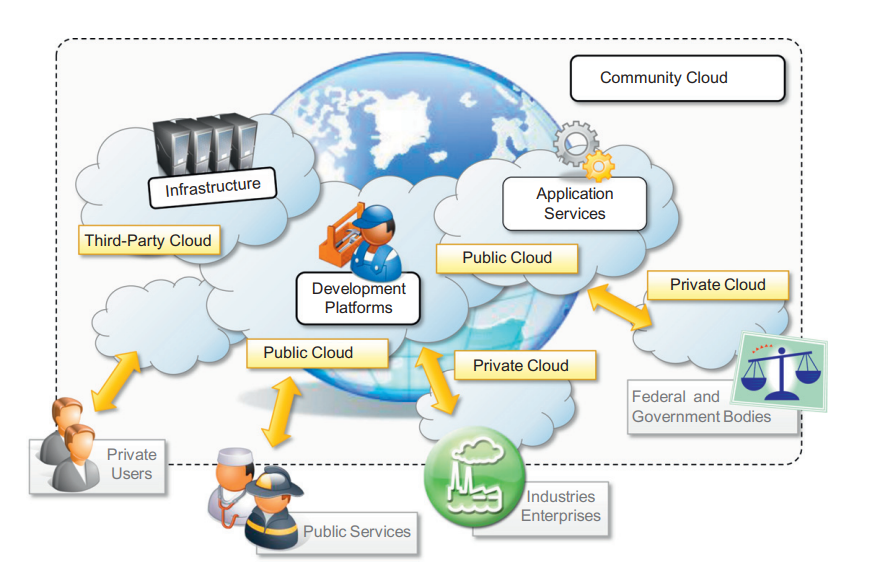 Community Cloud
Infrastructure
Application
Services
Third-Party Cloud
Public Cloud
Development
Platforms
Private Cloud
Public Cloud
Private Cloud
Federal and
Government Bodies
Private
Users
Industries
Enterprises
Public Services